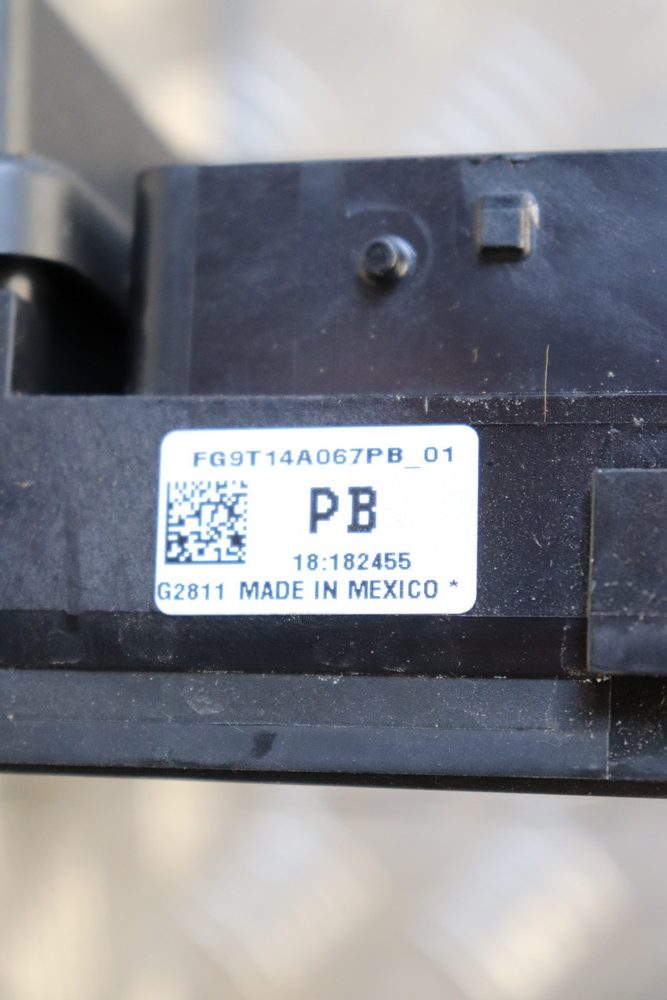 FG9T14A067PB_01
PB
18:182455
G2811 MADE IN MEXICO *